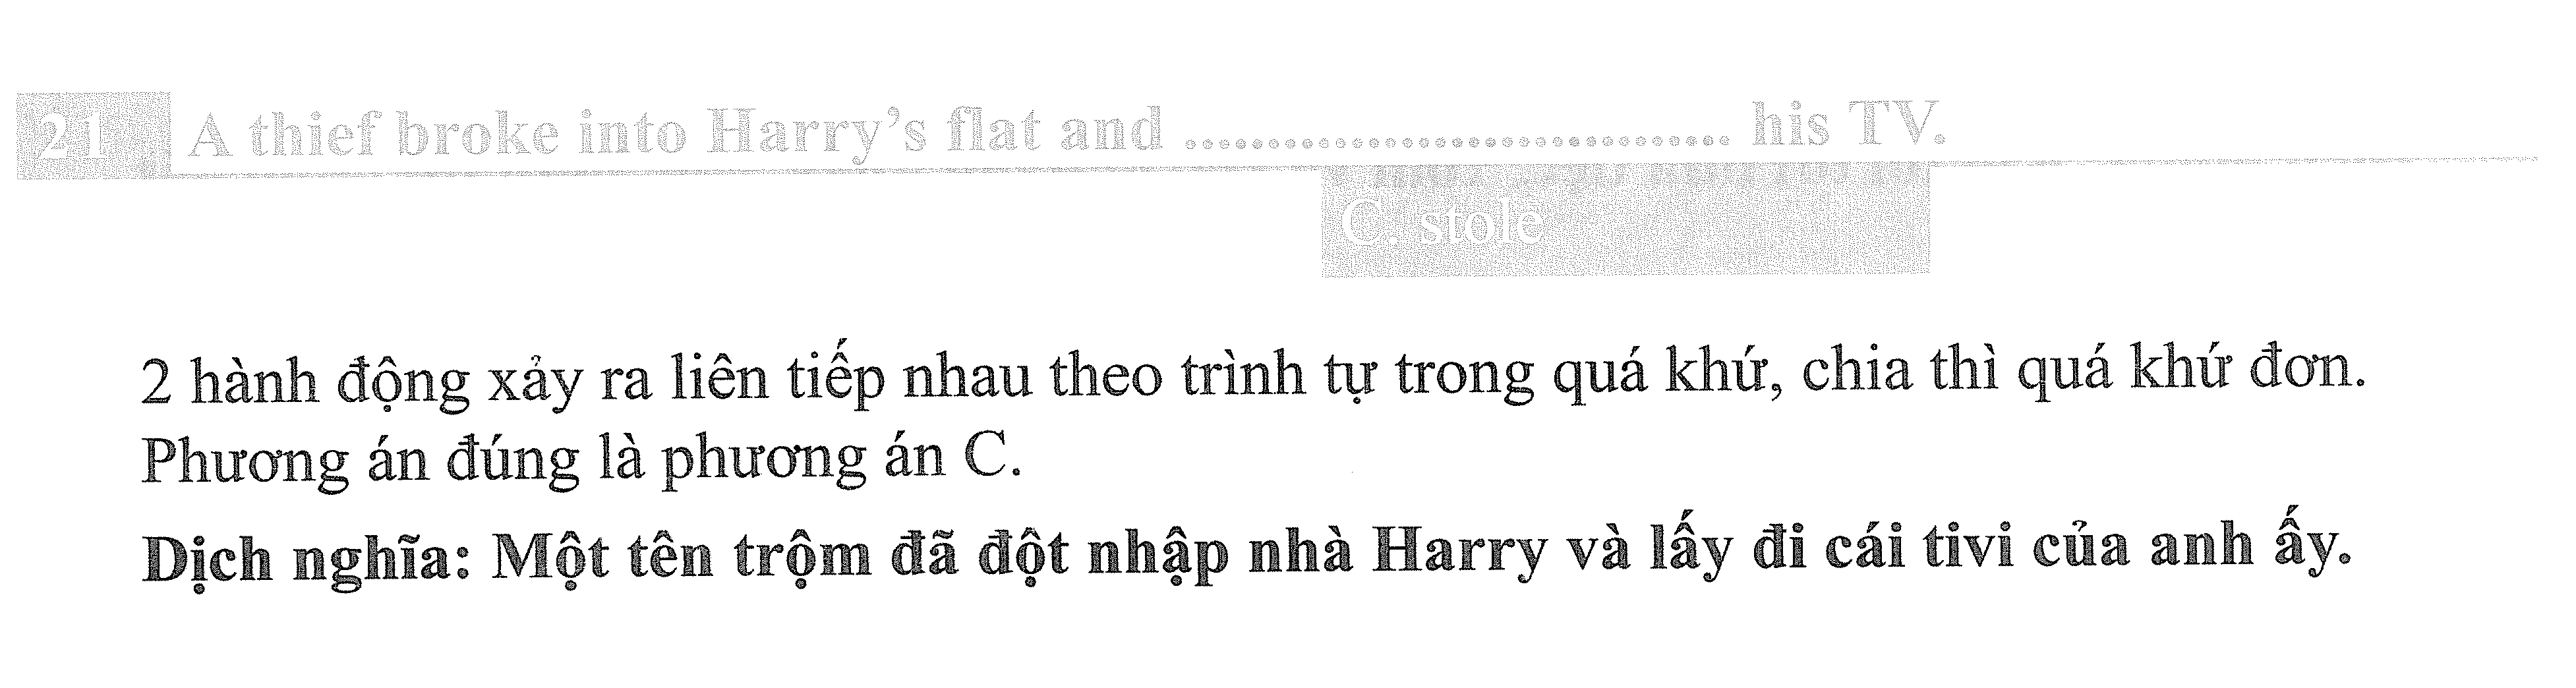 21 A thief broke into Harry’s flat and ................................. his TV.
C. stole
2 hành động xảy ra liên tiếp nhau theo trình tự trong quá khứ, chia thì quá khứ đơn.
Phương án đúng là phương án C.
Dịch nghĩa: Một tên trộm đã đột nhập nhà Harry và lấy đi cái tivi của anh ấy.